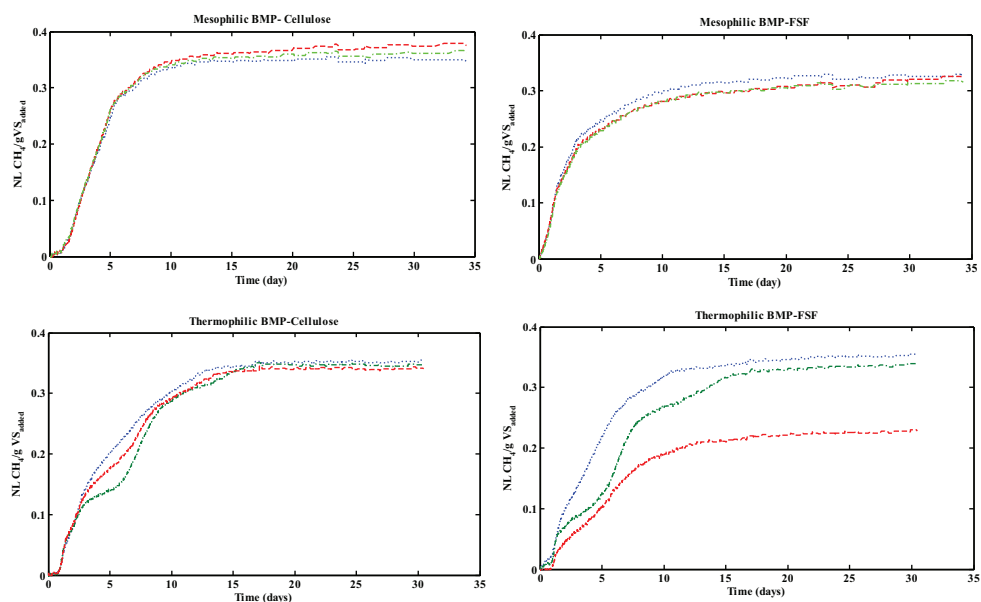 Mesophilic BMP- Cellulose
0.4
0.3
0.2
0.1
0
NL CH4/gVSadded
0 5 10 15 20 25 30 35
Time (day)
Mesophilic BMP-FSF
0.4
0.3
0.2
0.1
0
NL CH4/gVSadded
0 5 10 15 20 25 30 35
Time (day)
Thermophilic BMP-Cellulose
0.4
0.3
0.2
0.1
0
NL CH4/g VSadded
0 5 10 15 20 25 30 35
Time (days)
Thermophilic BMP-FSF
0.4
0.3
0.2
0.1
0
NL CH4/g VSadded
0 5 10 15 20 25 30 35
Time (days)